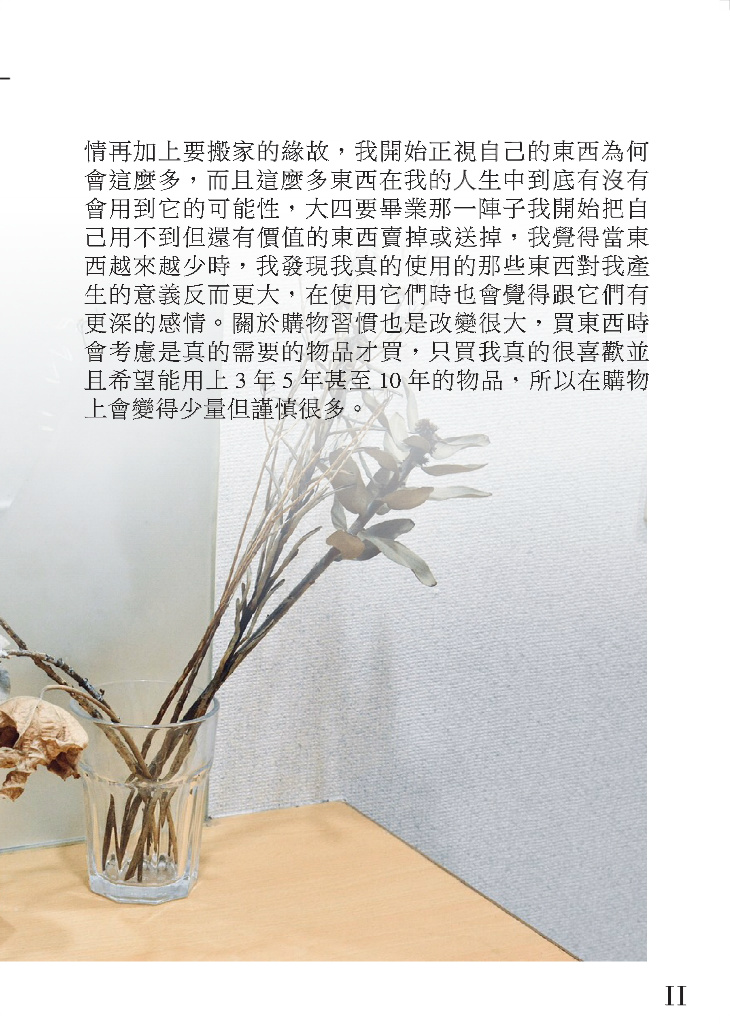 情再加上要搬家的緣故，我開始正視自己的東西為何
會這麼多，而且這麼多東西在我的人生中到底有沒有
會用到它的可能性，大四要畢業那一陣子我開始把自
己用不到但還有價值的東西賣掉或送掉，我覺得當東
西越來越少時，我發現我真的使用的那些東西對我產
生的意義反而更大，在使用它們時也會覺得跟它們有
更深的感情。關於購物習慣也是改變很大，買東西時
會考慮是真的需要的物品才買，只買我真的很喜歡並
且希望能用上 3 年 5 年甚至 10 年的物品，所以在購物
上會變得少量但謹慎很多。
II